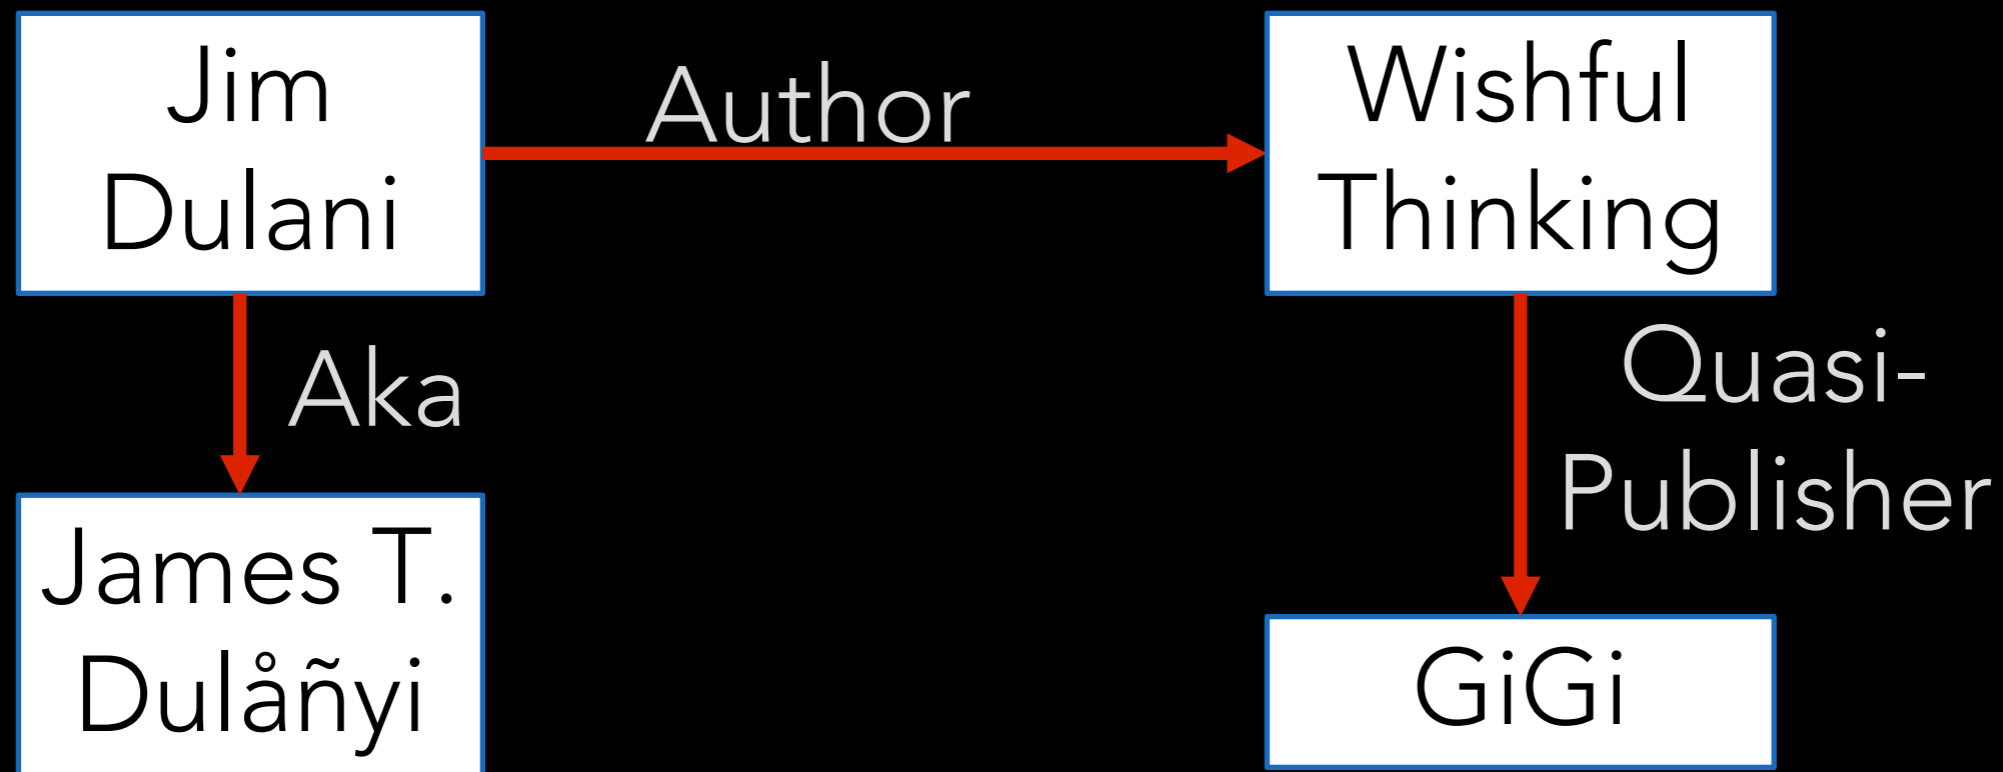 Jim
Dulani
Author
Wishful
Thinking
Aka
Quasi-
Publisher
James T.
Dulåñyi
GiGi